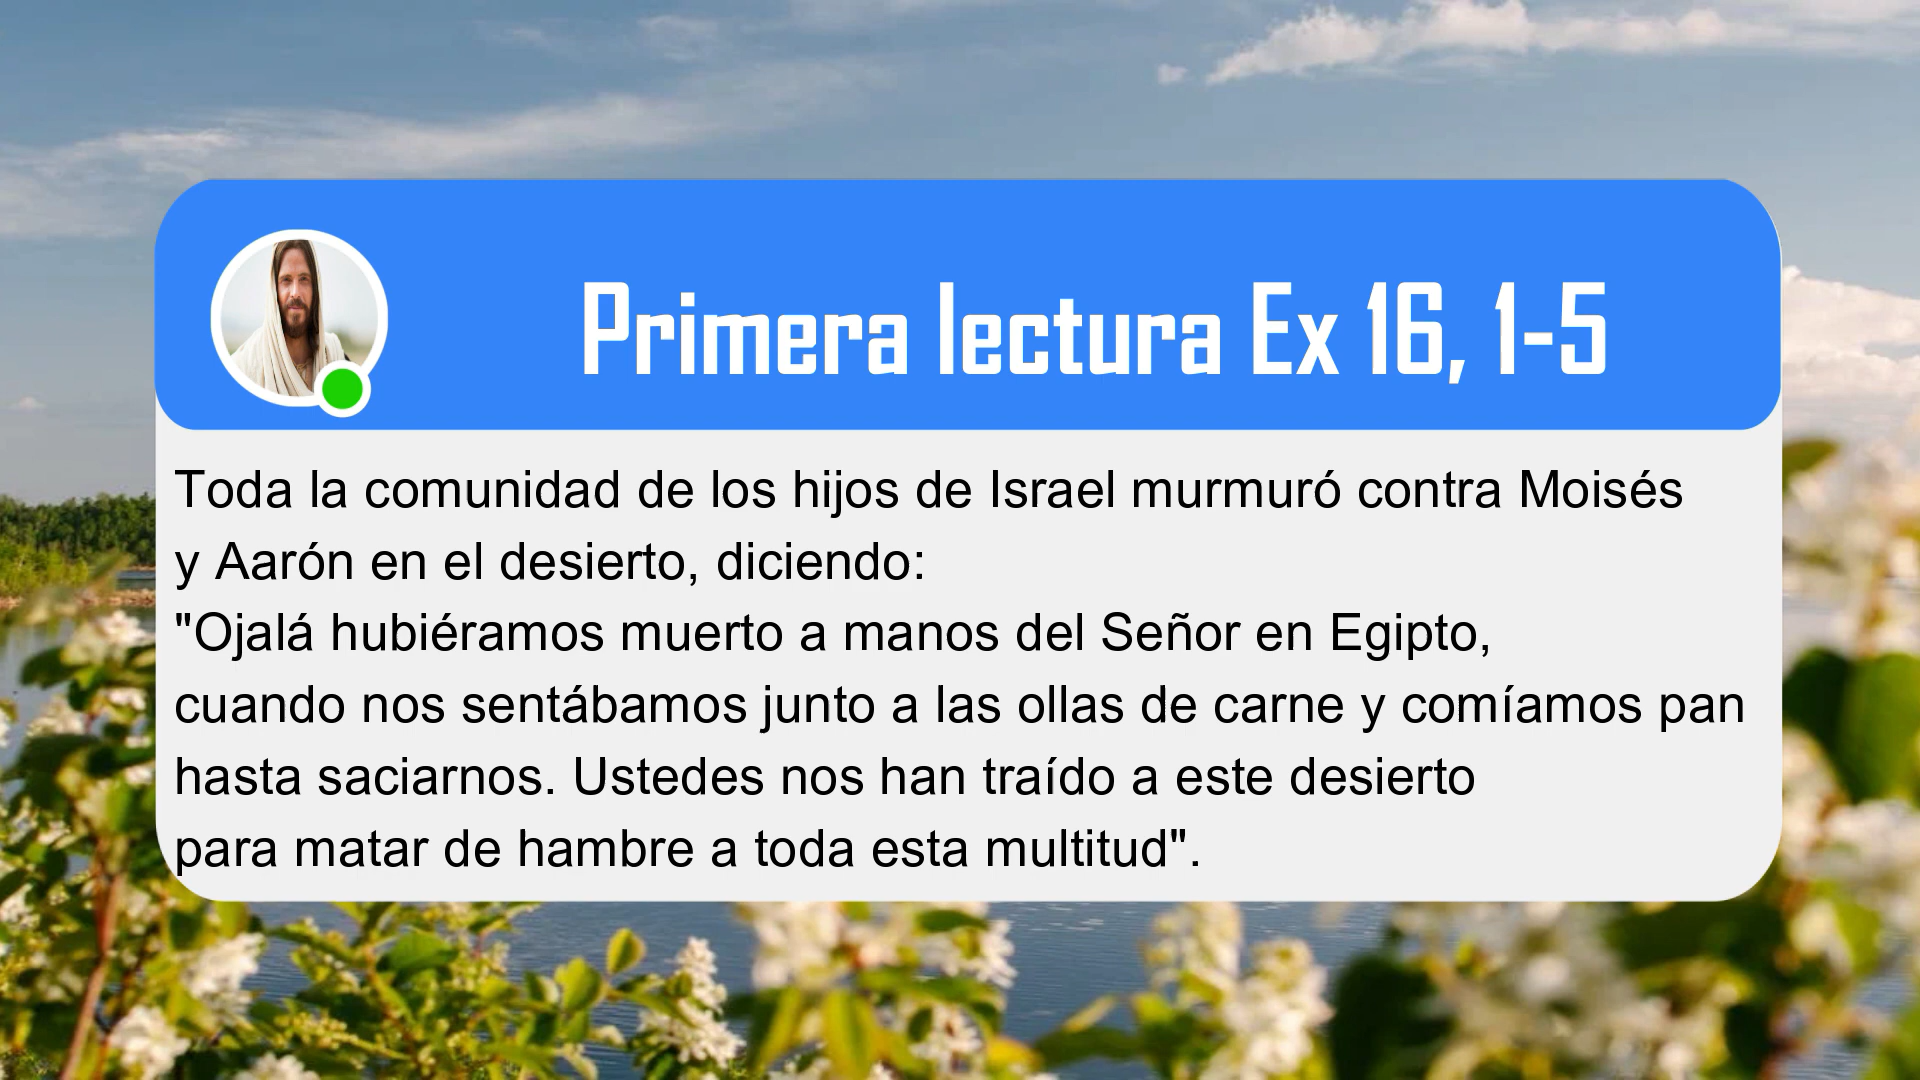 Primera lectura Ex 16, 1-5
Toda la comunidad de los hijos de Israel murmuró contra Moisés
y Aarón en el desierto, diciendo:
"Ojalá hubiéramos muerto a manos del Señor en Egipto,
cuando nos sentábamos junto a las ollas de carne y comíamos pan
hasta saciarnos. Ustedes nos han traído a este desierto
para matar de hambre a toda esta multitud".